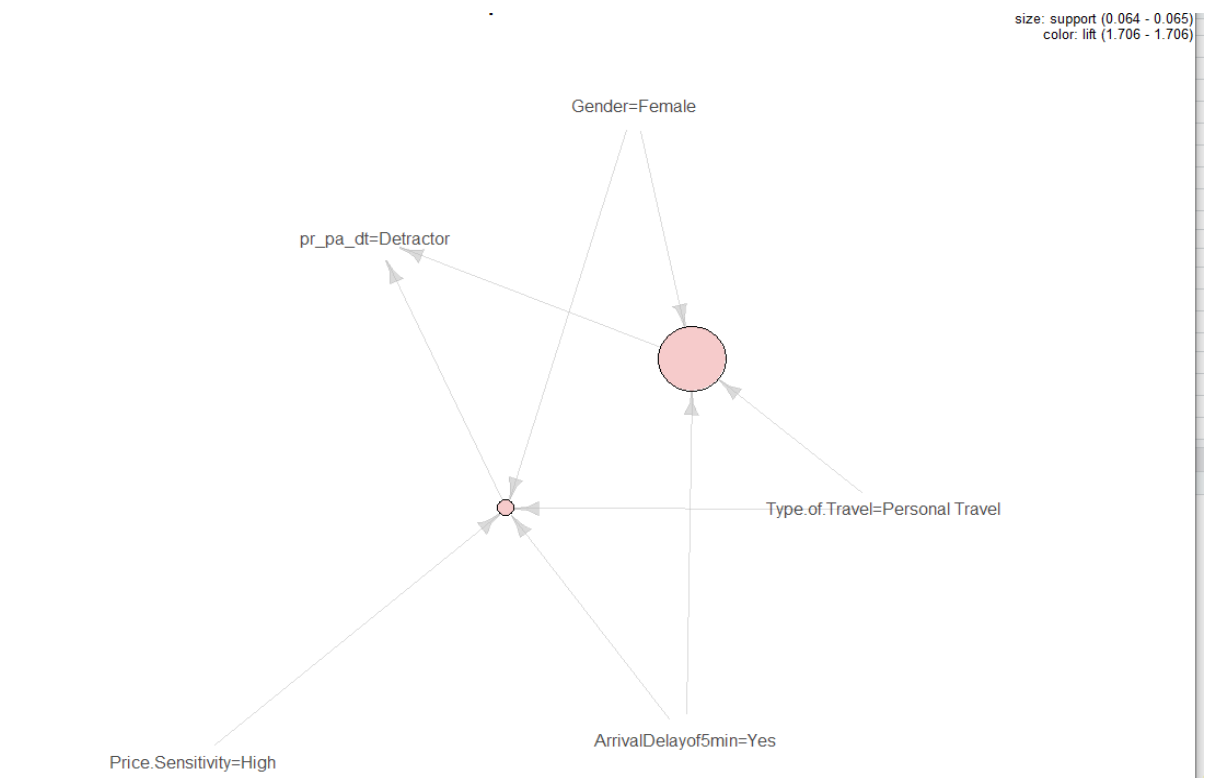 size: support (0.064 - 0.065)
color: lift (1.706 - 1.706)
Gender=Female
pr_pa_dt=Detractor
Type.of.Travel=Personal Travel
ArrivalDelayof5min=Yes
Price.Sensitivity=High